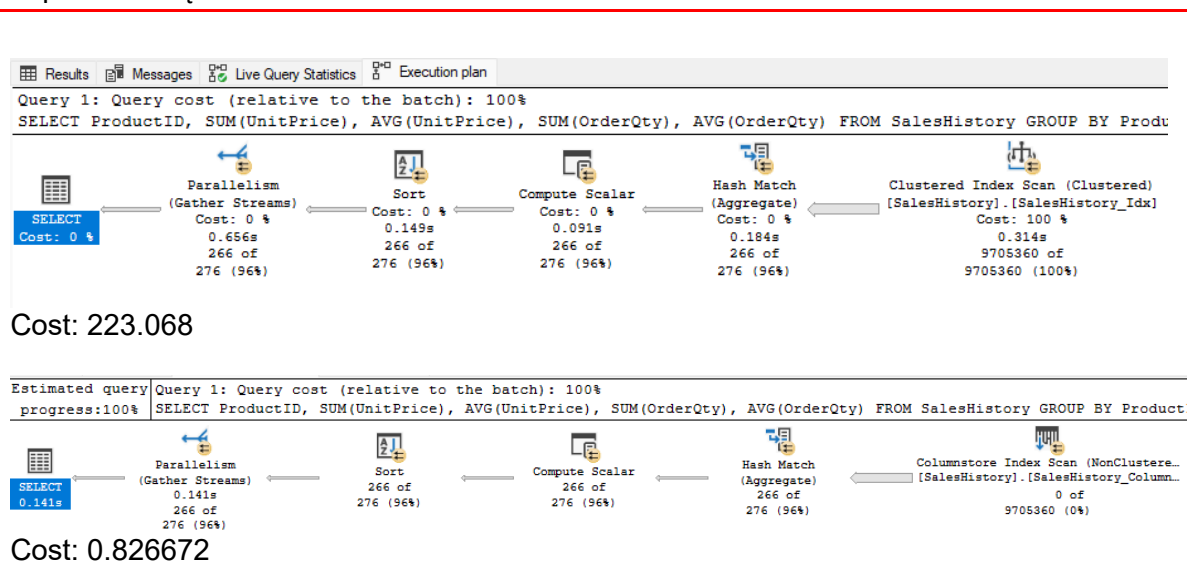 Results Messages Live Query Statistics Execution plan
Query 1: Query cost (relative to the batch): 100%
SELECT ProductID, SUM(UnitPrice), AVG(UnitPrice), SUM(OrderQty), AVG(OrderQty) FROM SalesHistory GROUP BY Produ
SELECT
Cost: 0 %
Parallelism
(Gather Streams)
Cost: 0 %
0.656s
266 of
276 (96%)
Sort
Cost: 0 %
0.149s
266 of
276 (96%)
Compute Scalar
Cost: 0 %
0.091s
266 of
276 (96%)
Hash Match
(Aggregate)
Cost: 0 %
0.184s
266 of
276 (96%)
Clustered Index Scan (Clustered)
[SalesHistory].[SalesHistory_Idx]
Cost: 100 %
0.314s
9705360 of
9705360 (100%)
Cost: 223.068
Estimated query
progress:100%
Query 1: Query cost (relative to the batch): 100%
SELECT ProductID, SUM(UnitPrice), AVG(UnitPrice), SUM(OrderQty), AVG(OrderQty) FROM SalesHistory GROUP BY Product
SELECT
0.141s
Parallelism
(Gather Streams)
0.141s
266 of
276 (96%)
Sort
266 of
276 (96%)
Compute Scalar
266 of
276 (96%)
Hash Match
(Aggregate)
266 of
276 (96%)
Columnstore Index Scan (NonClustere…
[SalesHistory].[SalesHistory_Column…
0 of
9705360 (0%)
Cost: 0.826672